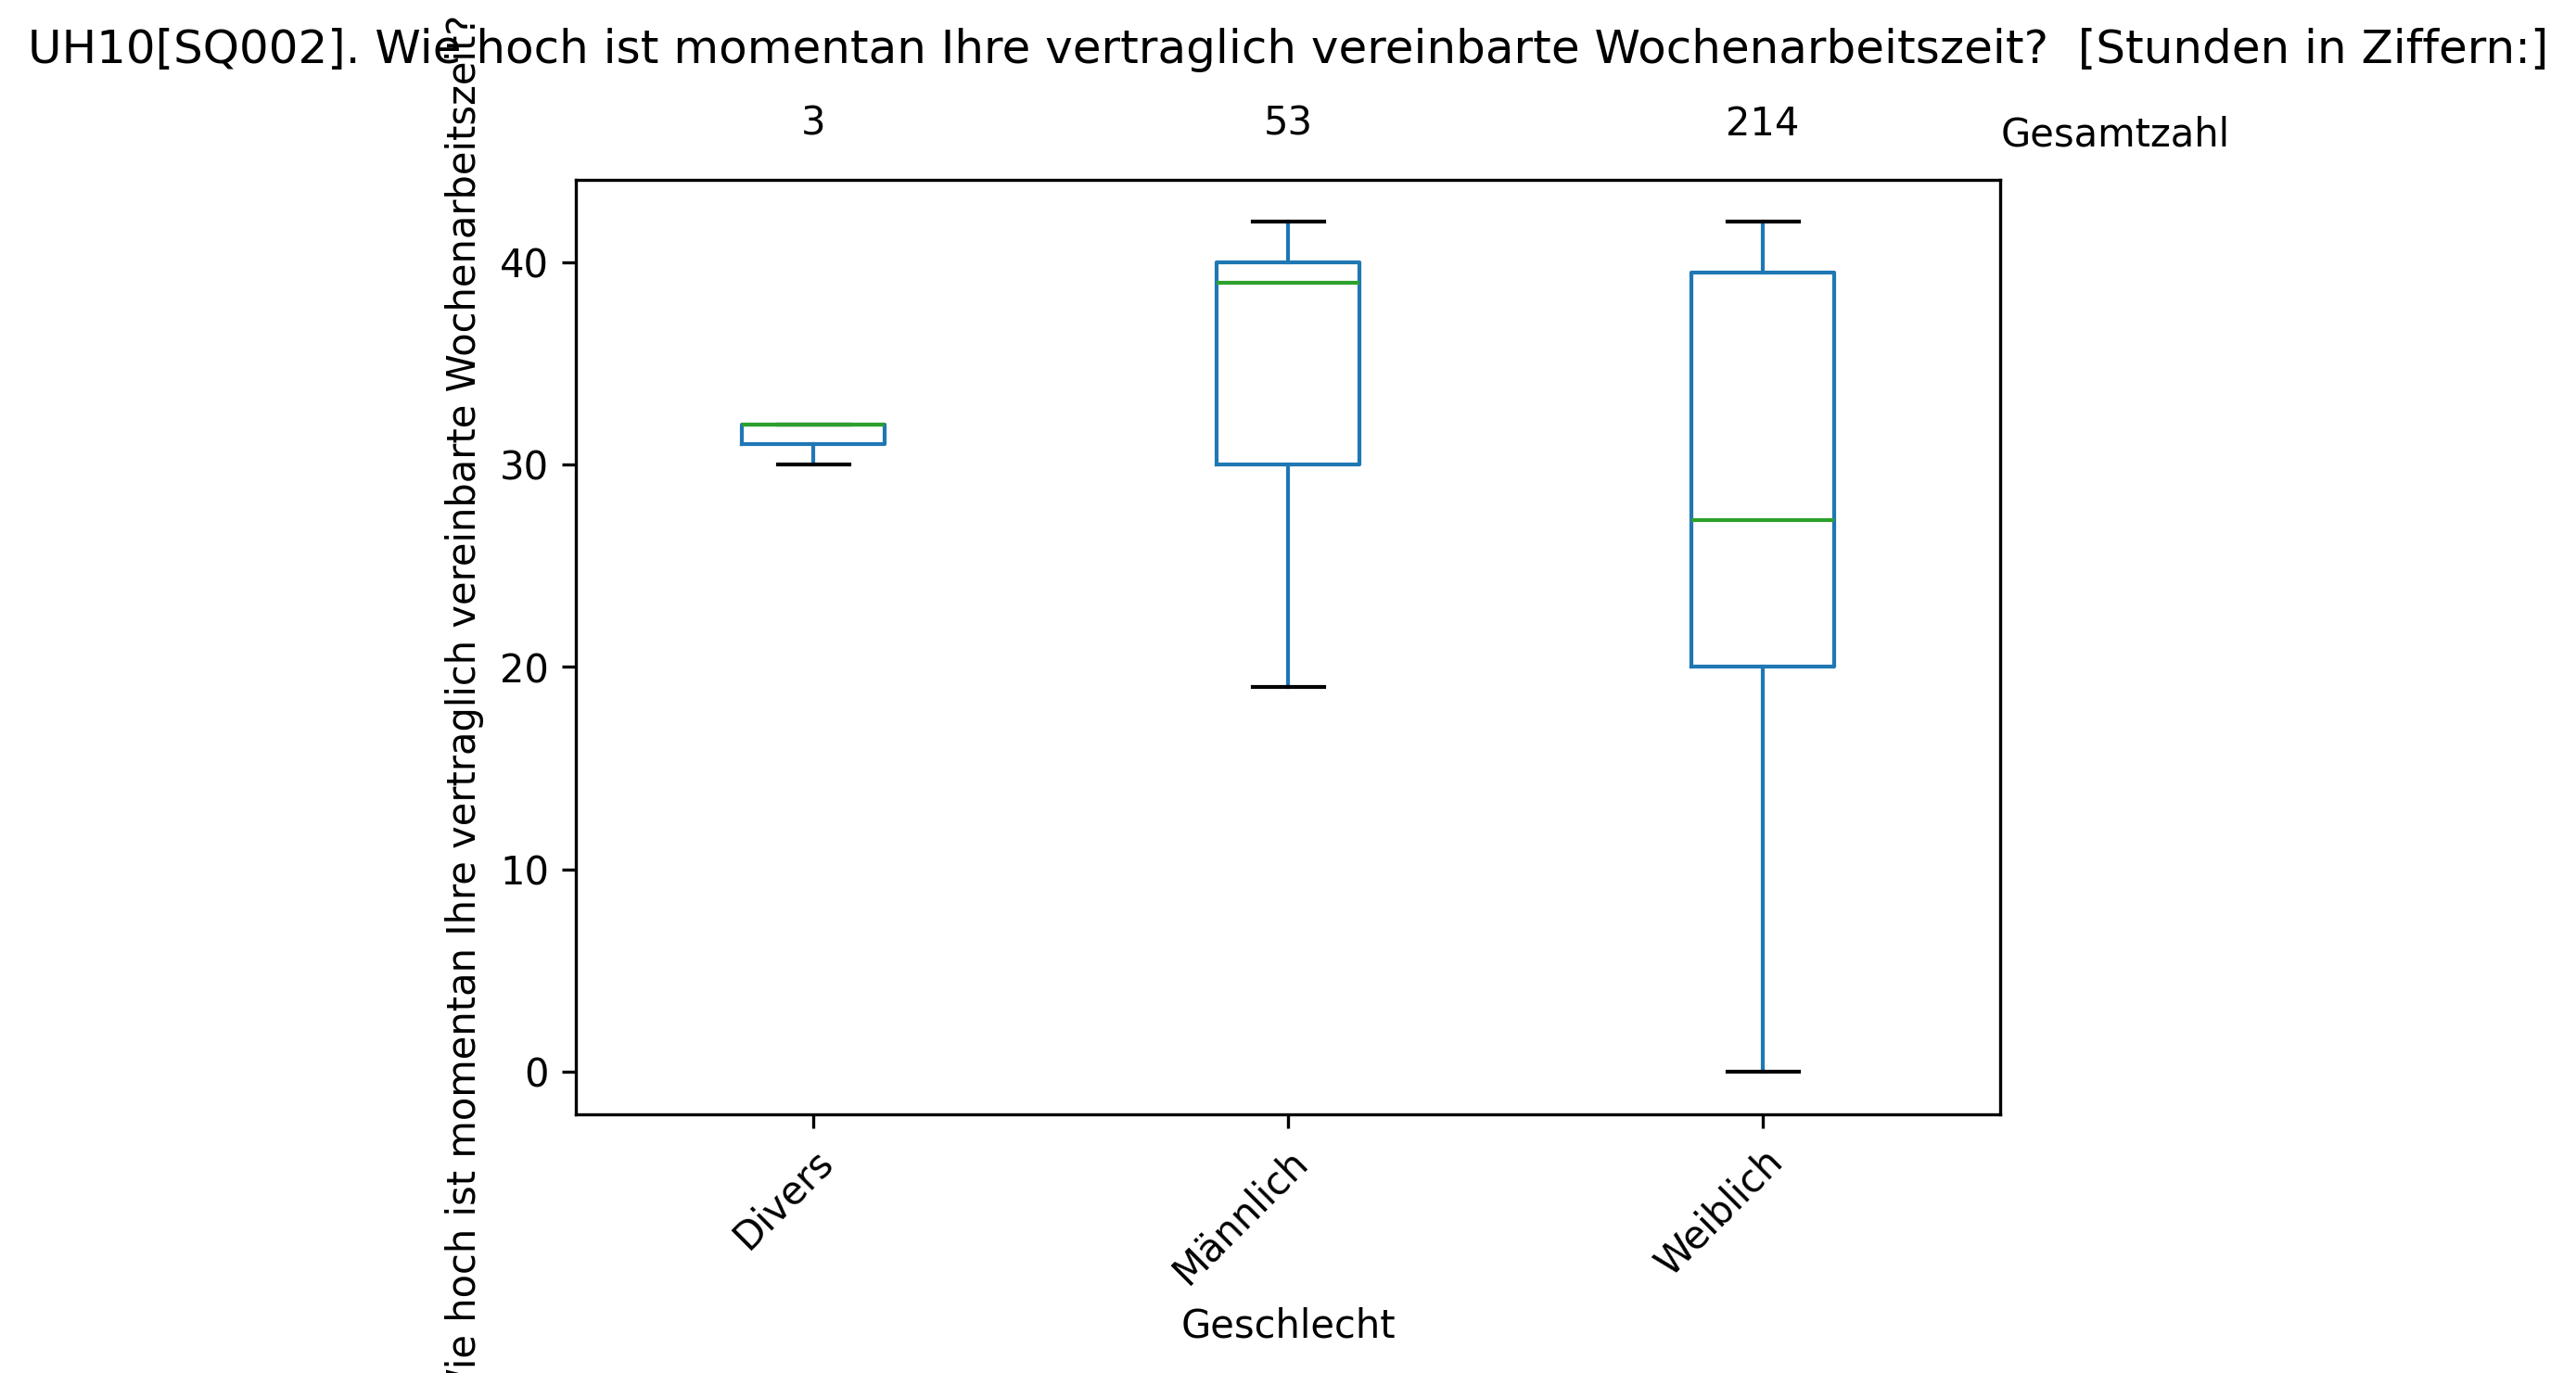 UH10[SQ002]. Wie hoch ist momentan Ihre vertraglich vereinbarte Wochenarbeitszeit?  [Stunden in Ziffern:]
3 53 214 Gesamtzahl
hoch ist momentan Ihre vertraglich vereinbarte Wochenarbeitszeit?
40
30
20
10
0
Divers Männlich Weiblich
Geschlecht